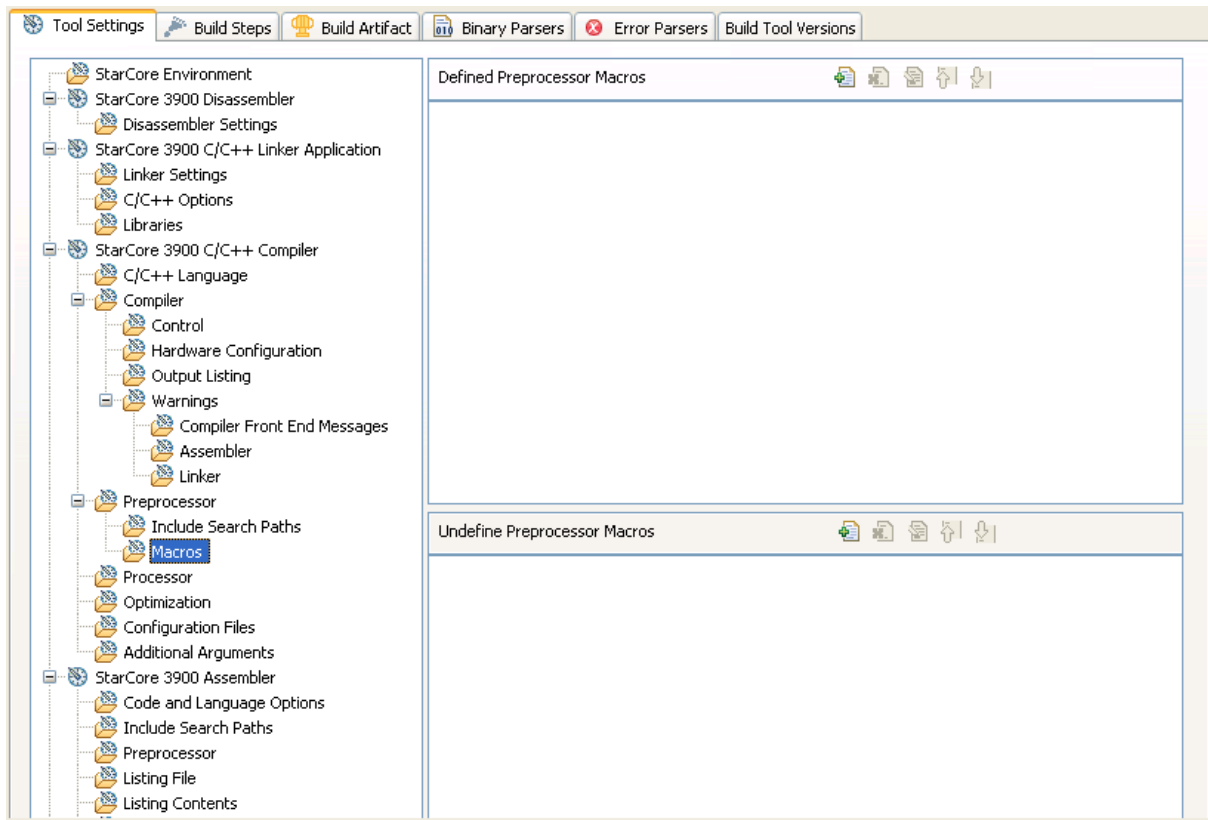 Tool Settings Build Steps Build Artifact Binary Parsers Error Parsers Build Tool Versions
StarCore Environment
StarCore 3900 Disassembler
Disassembler Settings
StarCore 3900 C/C++ Linker Application
Linker Settings
C/C++ Options
Libraries
StarCore 3900 C/C++ Compiler
C/C++ Language
Compiler
Control
Hardware Configuration
Output Listing
Warnings
Compiler Front End Messages
Assembler
Linker
Preprocessor
Include Search Paths
Macros
Processor
Optimization
Configuration Files
Additional Arguments
StarCore 3900 Assembler
Code and Language Options
Include Search Paths
Preprocessor
Listing File
Listing Contents
Defined Preprocessor Macros
Undefine Preprocessor Macros